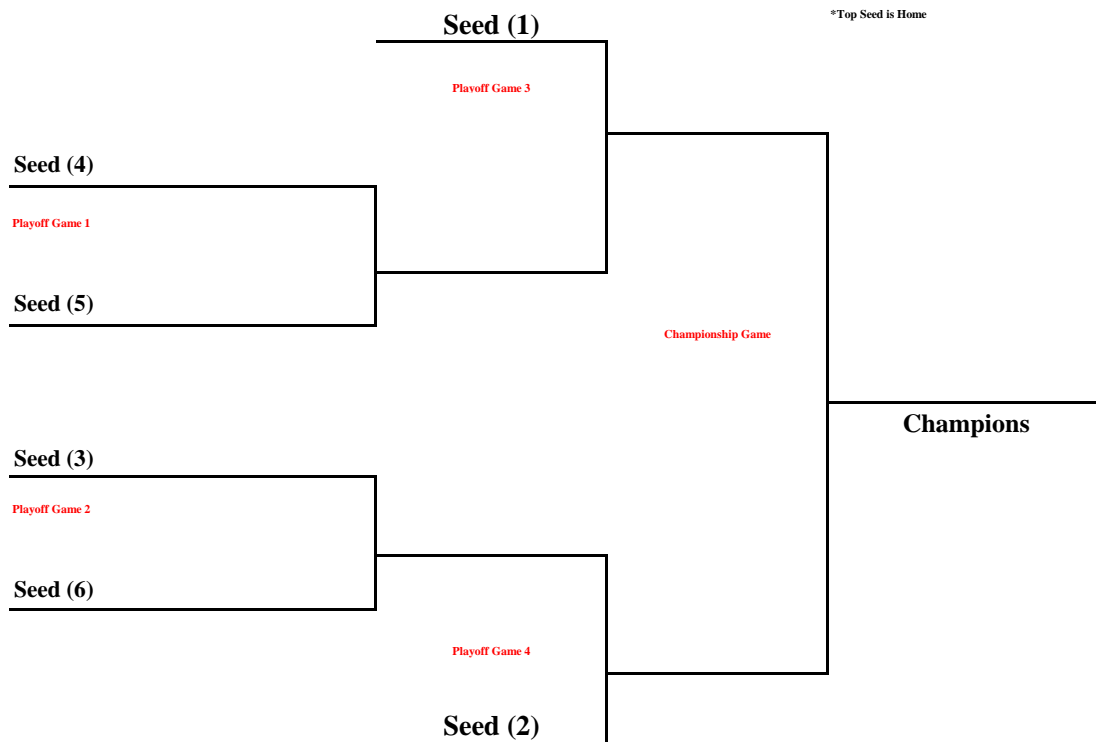 *Top Seed is Home
Seed (1)
Playoff Game 3
Seed (4)
Playoff Game 1
Seed (5)
Championship Game
Champions
Seed (3)
Playoff Game 2
Seed (6)
Playoff Game 4
Seed (2)